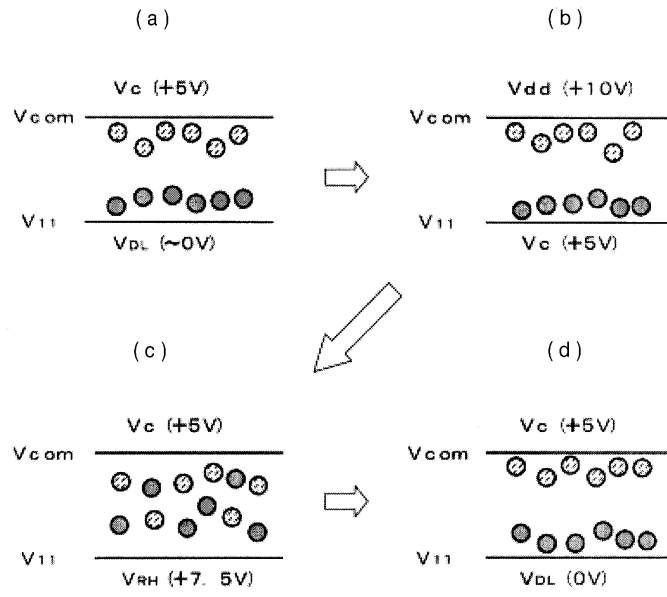 (a)
Vc (+5V)
Vcom
V11
VDL (~0V)
(b)
Vdd (+10V)
Vcom
V11
Vc (+5V)
(c)
Vc (+5V)
Vcom
V11
VRH (+7. 5V)
(d)
Vc (+5V)
Vcom
V11
VDL (0V)